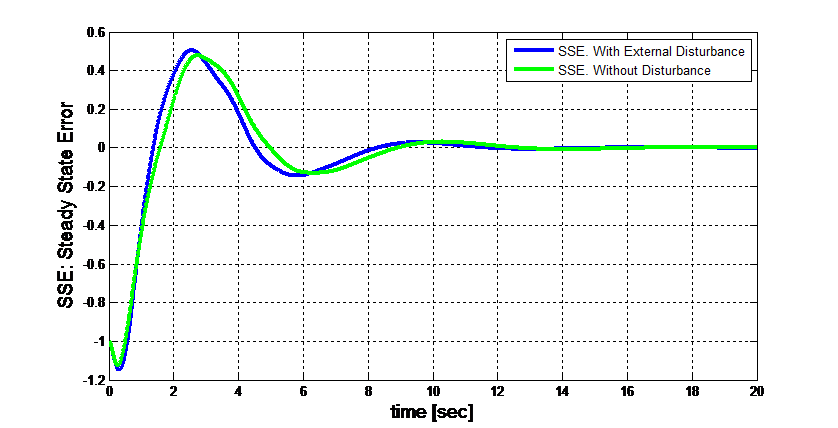 0.6
SSE. With External Disturbance
SSE. Without Disturbance
0.4
0.2
0
-0.2
-0.4
-0.6
-0.8
-1
-1.2
SSE: Steady State Error
0 2 4 6 8 10 12 14 16 18 20
time [sec]